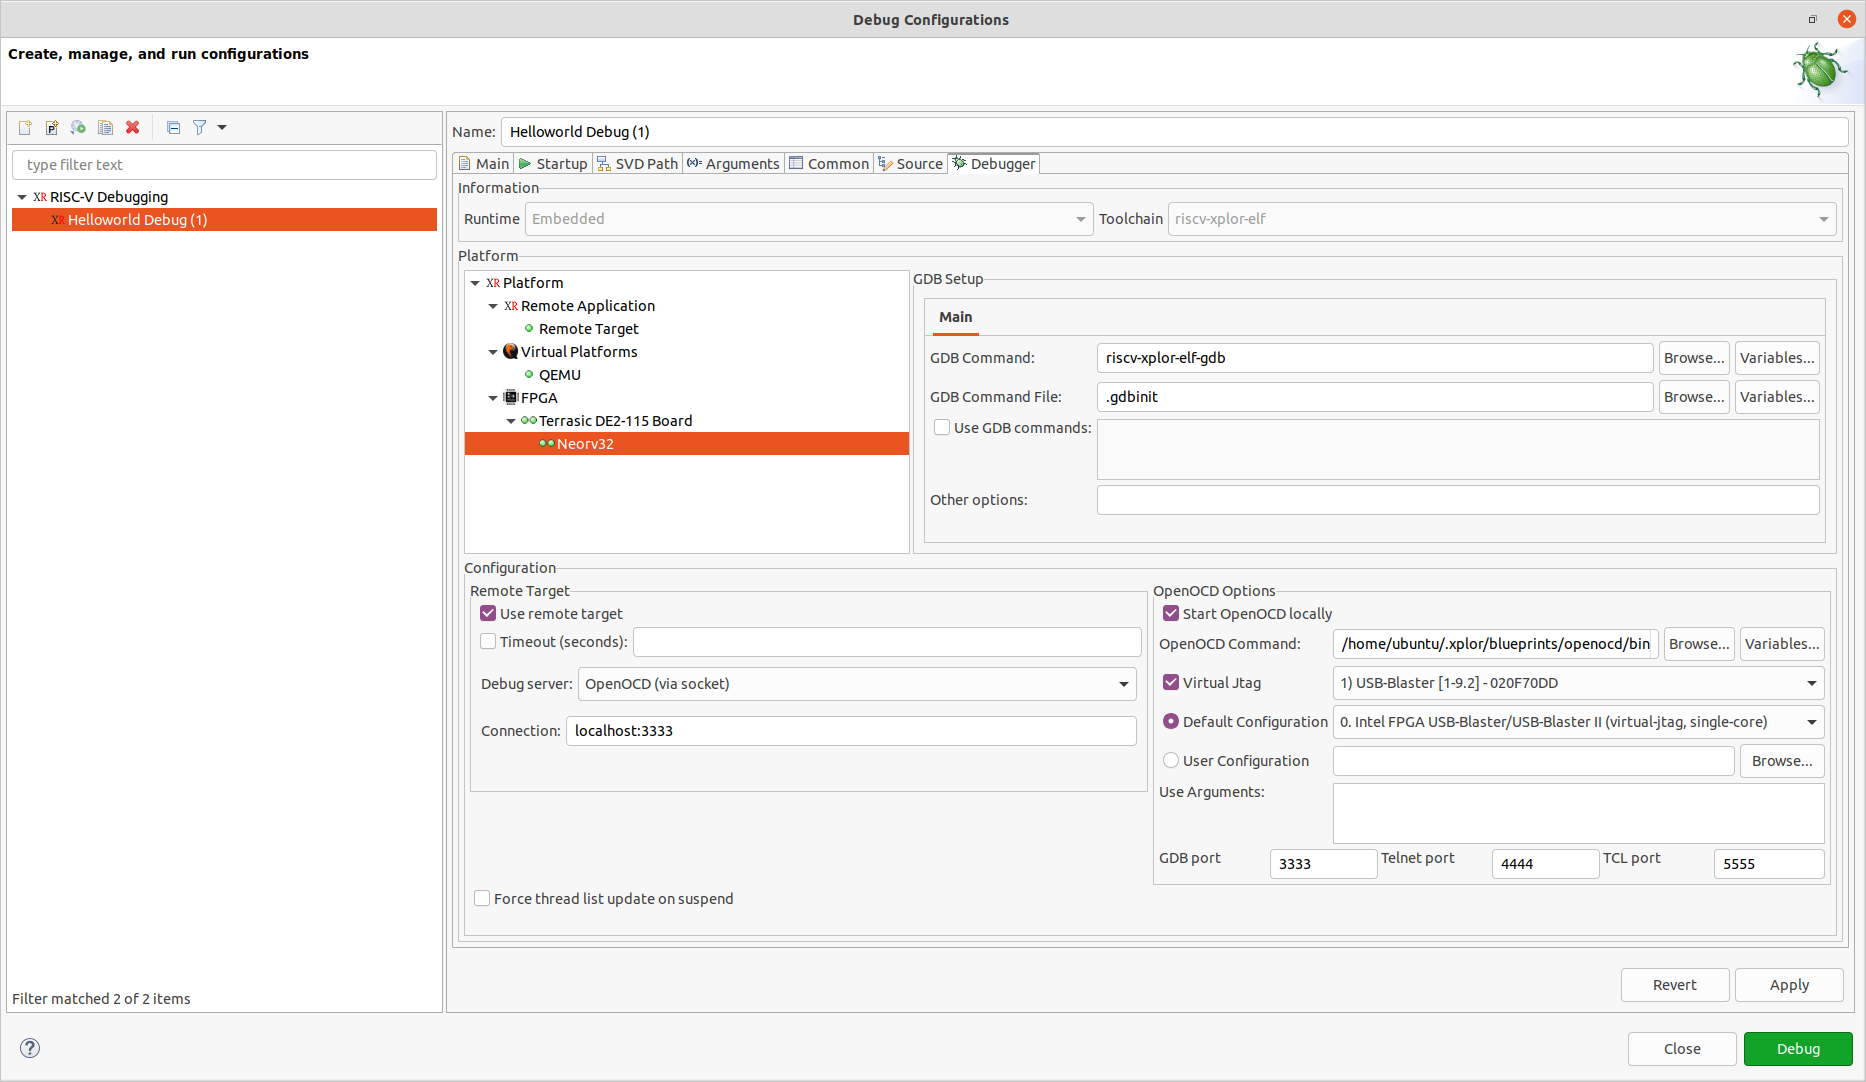 Debug Configurations
Create, manage, and run configurations
type filter text
XR RISC-V Debugging
XR Helloworld Debug (1)
Filter matched 2 of 2 items
Name: Helloworld Debug (1)
Main Startup SVD Path Arguments Common Source Debugger
Information
Runtime Embedded Toolchain riscv-xplor-elf
Platform
XR Platform
XR Remote Application
Remote Target
Virtual Platforms
QEMU
FPGA
Terrasic DE2-115 Board
Neorv32
GDB Setup
Main
GDB Command: riscv-xplor-elf-gdb Browse... Variables...
GDB Command File: .gdbinit Browse... Variables...
Use GDB commands:
Other options:
Configuration
Remote Target
Use remote target
Timeout (seconds):
Debug server: OpenOCD (via socket)
Connection: localhost:3333
Force thread list update on suspend
OpenOCD Options
Start OpenOCD locally
OpenOCD Command: /home/ubuntu/.xplor/blueprints/openocd/bin Browse... Variables...
Virtual Jtag 1) USB-Blaster [1-9.2] - 020F70DD
Default Configuration 0. Intel FPGA USB-Blaster/USB-Blaster II (virtual-jtag, single-core)
User Configuration Browse...
Use Arguments:
GDB port 3333 Telnet port 4444 TCL port 5555
Revert Apply
Close Debug